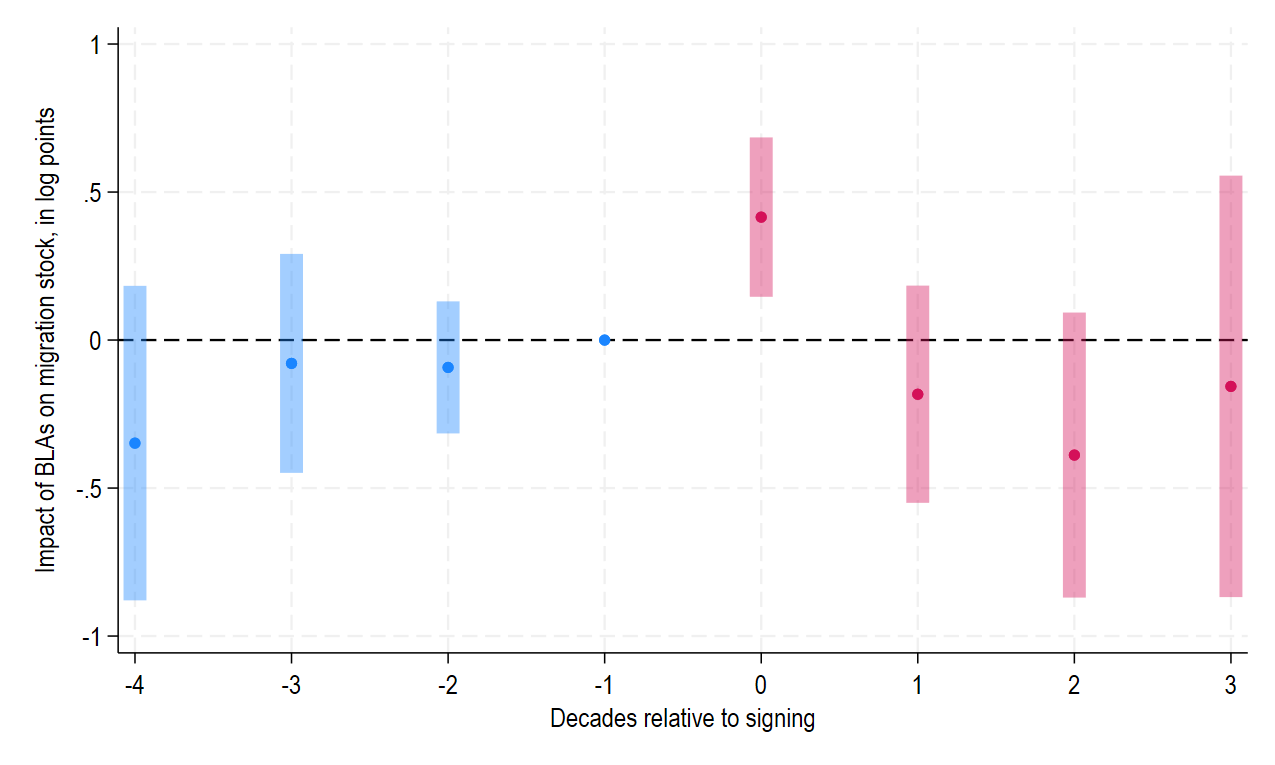 Impact of BLAs on migration stock, in log points
1
.5
0
-.5
-1
-4 -3 -2 -1 0 1 2 3
Decades relative to signing